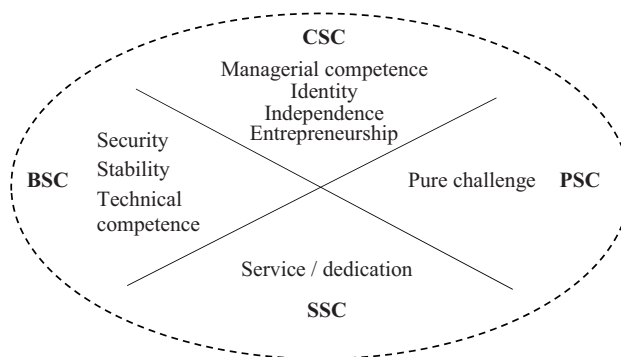 CSC
Managerial competence
Identity
Independence
Entrepreneurship
BSC
Security
Stability
Technical
competence
Pure challenge
PSC
Service / dedication
SSC